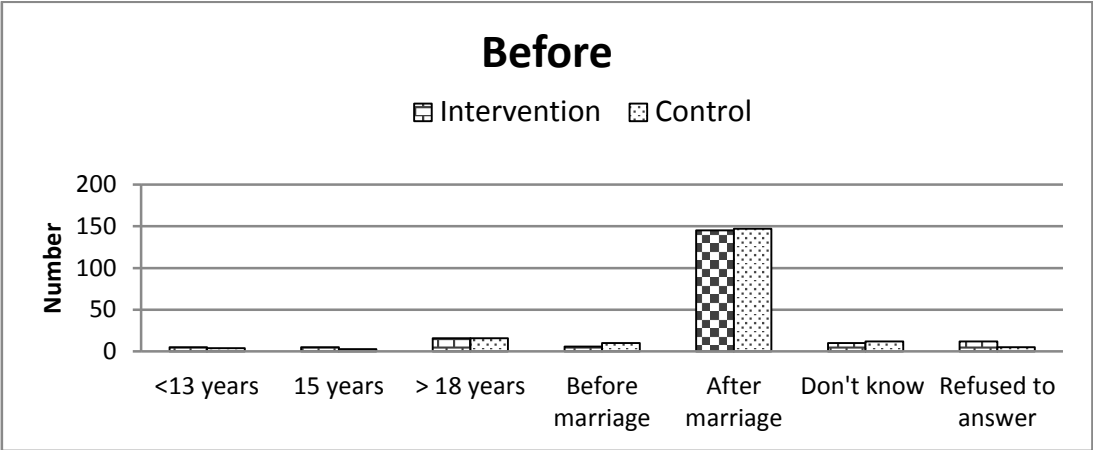 Before
Intervention Control
Number
200
150
100
50
0
<13 years 15 years > 18 years Before marriage After marriage Don't know Refused to answer